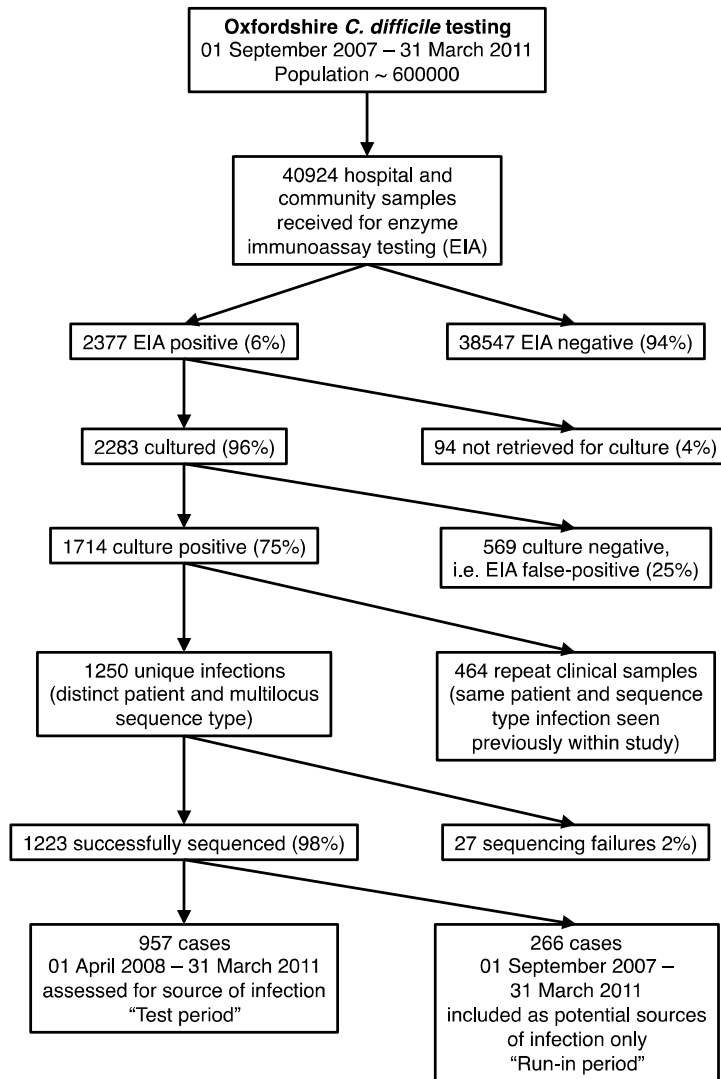 Oxfordshire C. difficile testing
01 September 2007 – 31 March 2011
Population ~ 600000
40924 hospital and
community samples
received for enzyme
immunoassay testing (EIA)
2377 EIA positive (6%)
38547 EIA negative (94%)
2283 cultured (96%)
94 not retrieved for culture (4%)
1714 culture positive (75%)
569 culture negative,
i.e. EIA false-positive (25%)
1250 unique infections
(distinct patient and multilocus
sequence type)
464 repeat clinical samples
(same patient and sequence
type infection seen
previously within study)
1223 successfully sequenced (98%)
27 sequencing failures 2%)
957 cases
01 April 2008 – 31 March 2011
assessed for source of infection
“Test period”
266 cases
01 September 2007 –
31 March 2011
included as potential sources
of infection only
“Run-in period”